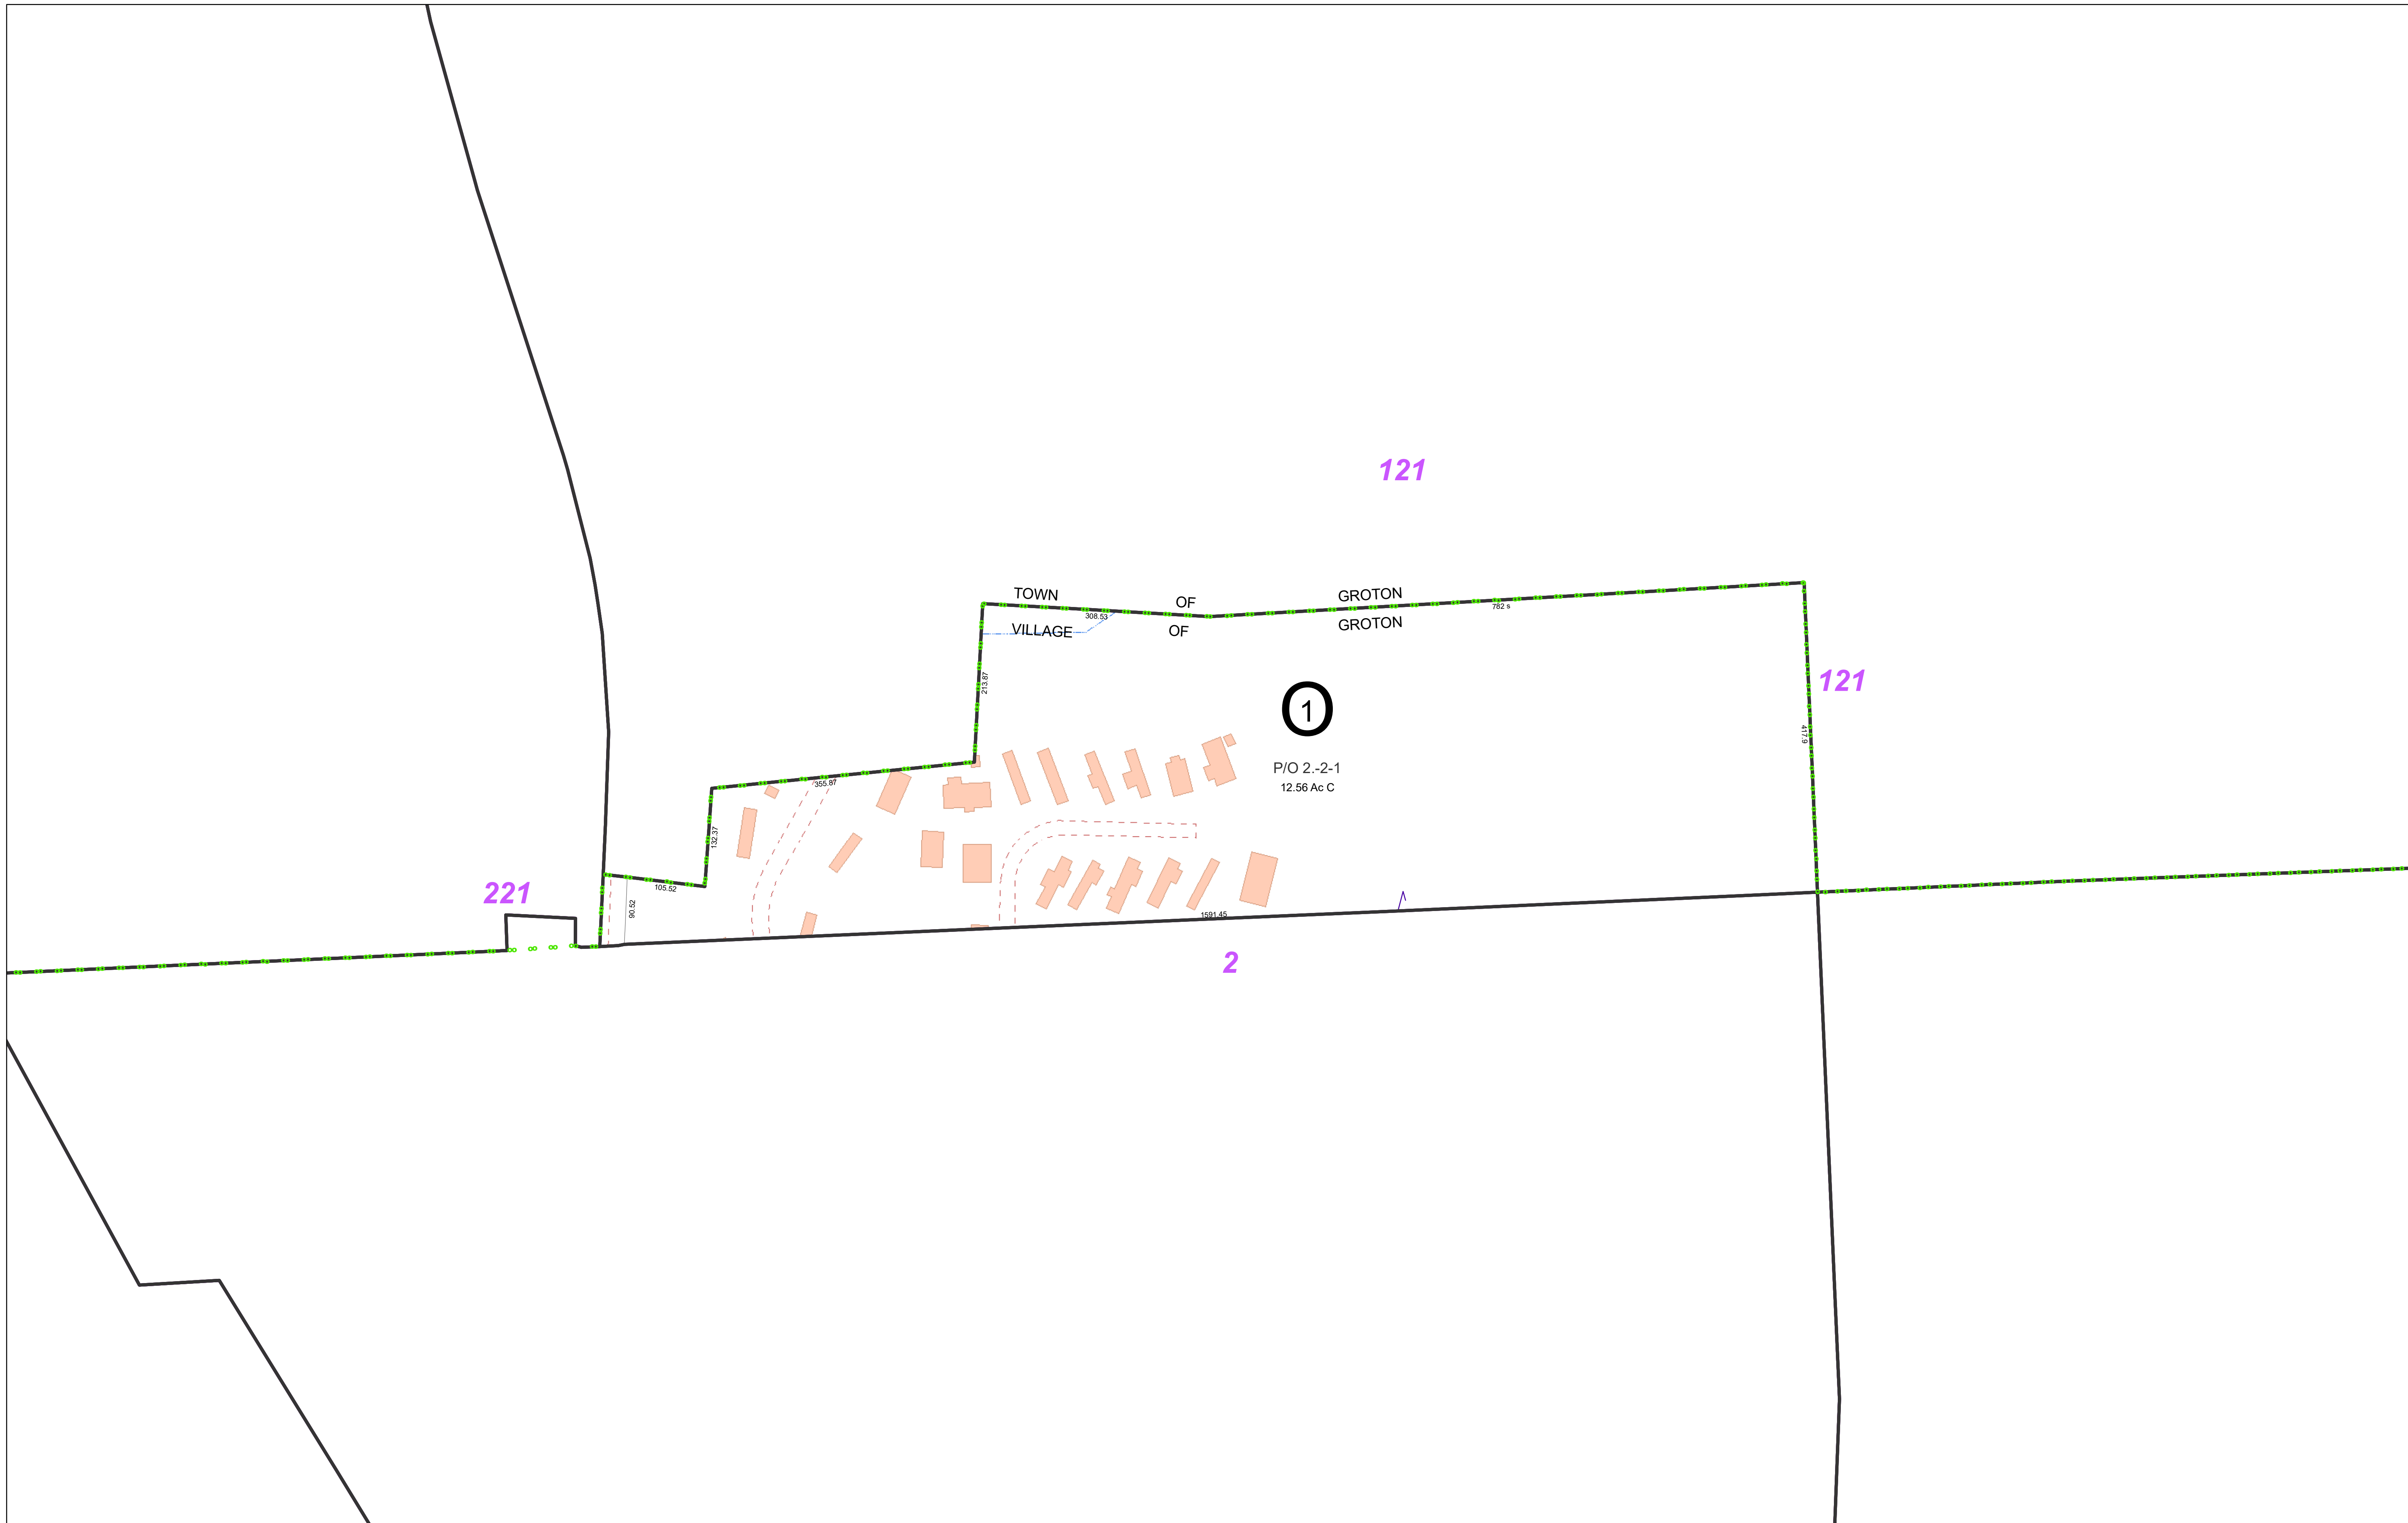 121
TOWN OF GROTON
782 s
308.53
VILLAGE OF GROTON
121
213.87
1
417.9
P/O 2.-2-1
12.56 Ac C
355.87
132.37
105.52
221
90.52
1591.45
2